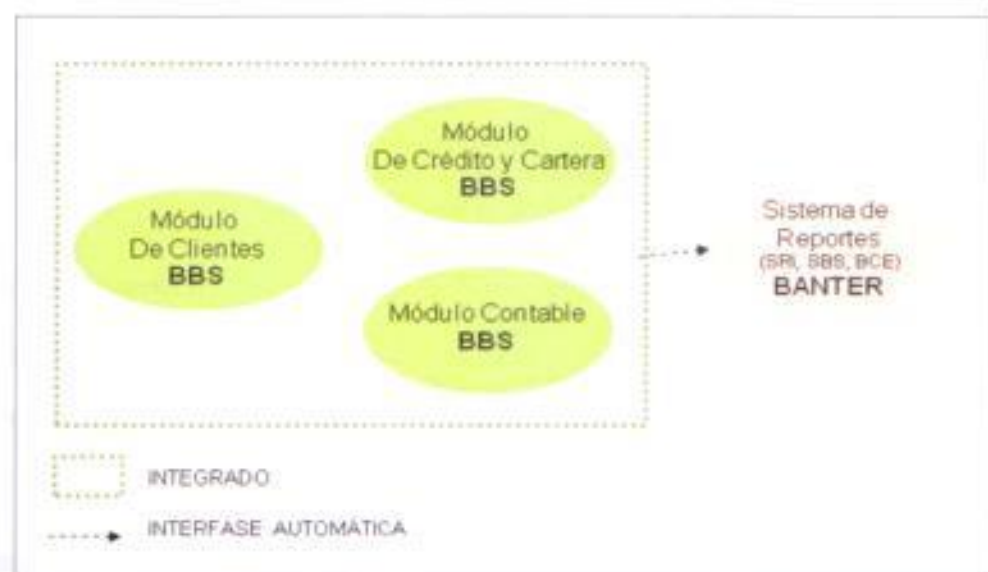 Módulo
De Crédito y Cartera
BBS
Módulo
De Clientes
BBS
Módulo Contable
BBS
Sistema de
Reportes
(SRI, SBS, BCE)
BANTER
INTEGRADO
INTERFASE AUTOMÁTICA